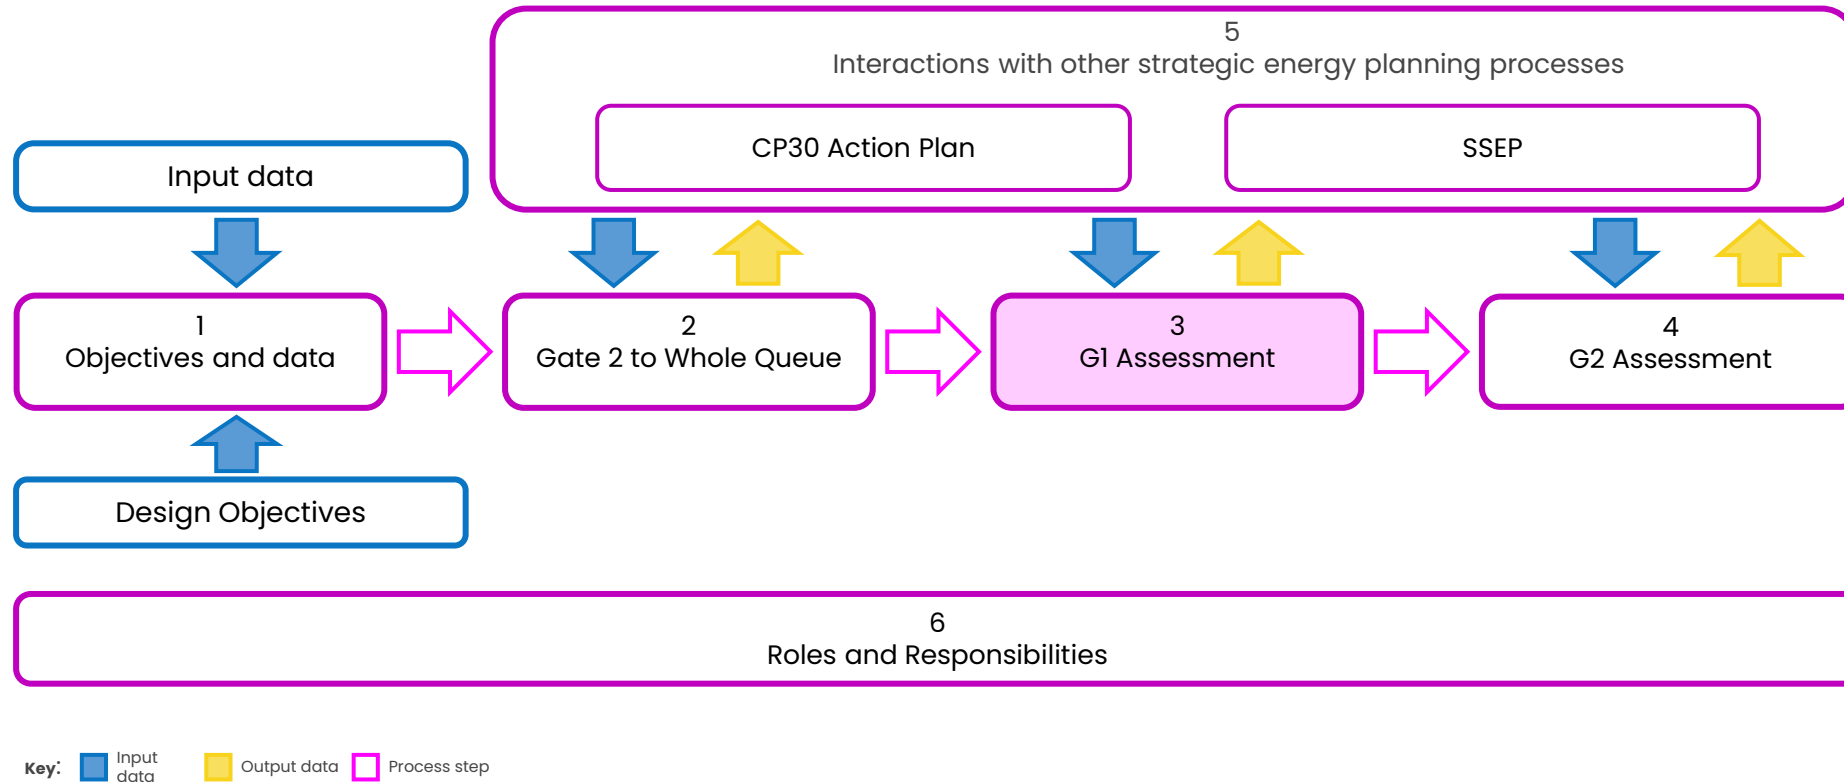 5
Interactions with other strategic energy planning processes
CP30 Action Plan
SSEP
Input data
1
Objectives and data
2
Gate 2 to Whole Queue
3
G1 Assessment
4
G2 Assessment
Design Objectives
6
Roles and Responsibilities
Key:
Input
data
Output data
Process step